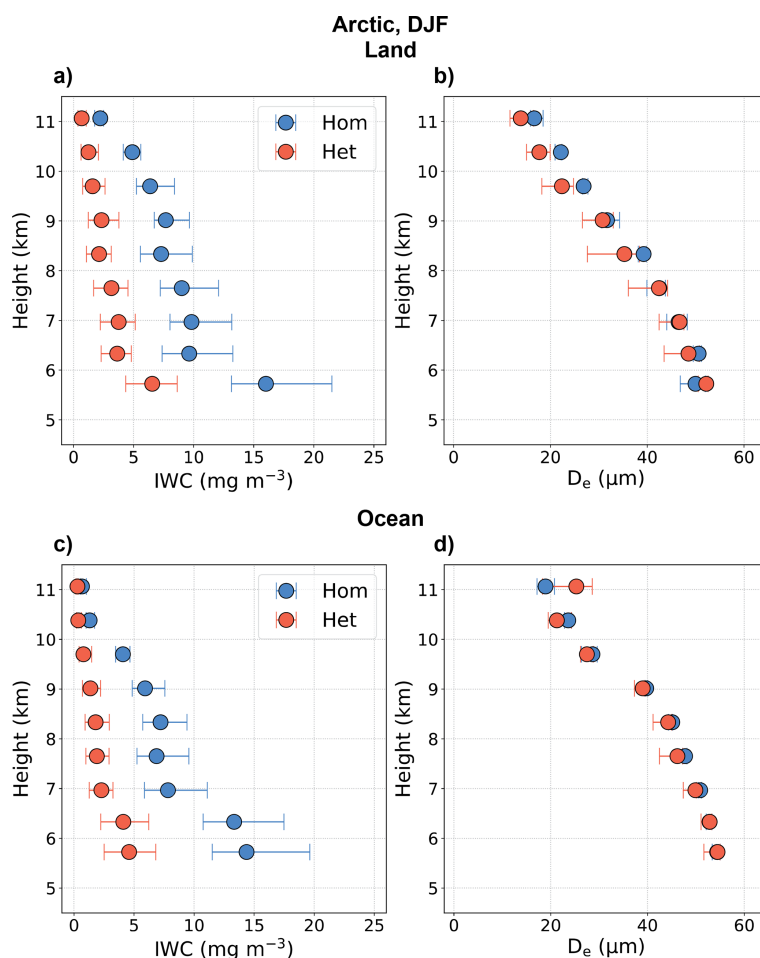 Arctic, DJF
Land
a)
b)
Hom
Het
Height (km)
11
10
9
8
7
6
5
0 5 10 15 20 25
IWC (mg m⁻³)
Height (km)
11
10
9
8
7
6
5
0 20 40 60
Dₑ (µm)
Ocean
c)
d)
Hom
Het
Height (km)
11
10
9
8
7
6
5
0 5 10 15 20 25
IWC (mg m⁻³)
Height (km)
11
10
9
8
7
6
5
0 20 40 60
Dₑ (µm)